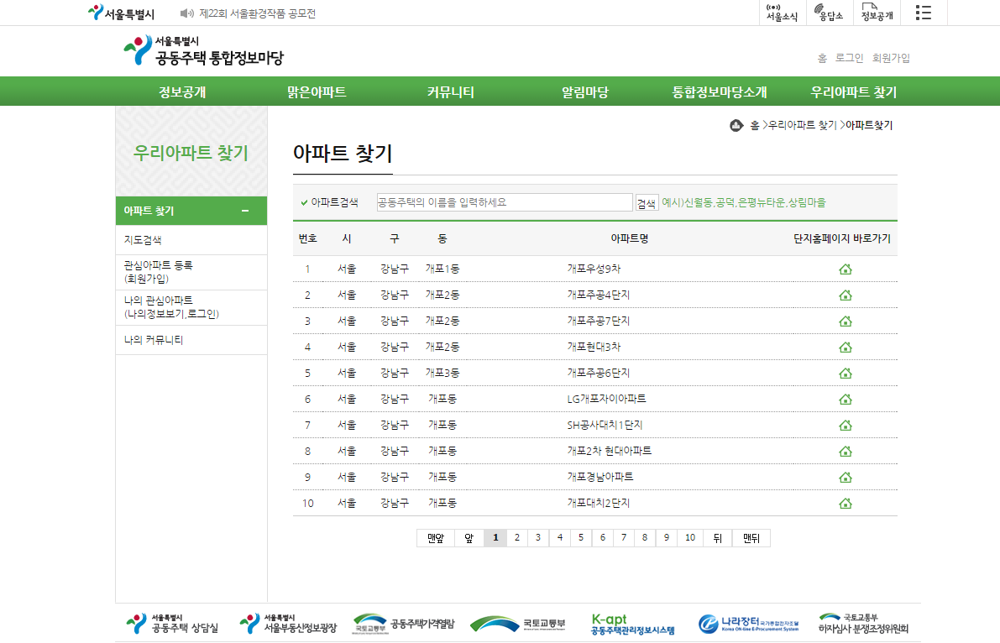 서울특별시 제22회 서울환경작품 공모전 서울소식 응답소 정보공개
서울특별시
공동주택 통합정보마당
홈 로그인 회원가입
정보공개 맑은아파트 커뮤니티 알림마당 통합정보마당소개 우리아파트 찾기
홈 >우리아파트 찾기 >아파트찾기
우리아파트 찾기
아파트 찾기
아파트 찾기
지도검색
관심아파트 등록
(회원가입)
나의 관심아파트
(나의정보보기,로그인)
나의 커뮤니티
아파트검색 공동주택의 이름을 입력하세요 검색 예시)신월동,공덕,은평뉴타운,상림마을
번호 시 구 동 아파트명 단지홈페이지 바로가기
1 서울 강남구 개포1동 개포우성9차
2 서울 강남구 개포2동 개포주공4단지
3 서울 강남구 개포2동 개포주공7단지
4 서울 강남구 개포2동 개포현대3차
5 서울 강남구 개포3동 개포주공6단지
6 서울 강남구 개포동 LG개포자이아파트
7 서울 강남구 개포동 SH공사대치1단지
8 서울 강남구 개포동 개포2차 현대아파트
9 서울 강남구 개포동 개포경남아파트
10 서울 강남구 개포동 개포대치2단지
맨앞 앞 1 2 3 4 5 6 7 8 9 10 뒤 맨뒤
서울특별시
공동주택 상담실
서울특별시
서울부동산정보광장
국토교통부 공동주택가격열람
국토교통부
K-apt
공동주택관리정보시스템
나라장터 국가종합전자조달
Korea ON-line E-Procurement System
국토교통부
하자심사 분쟁조정위원회